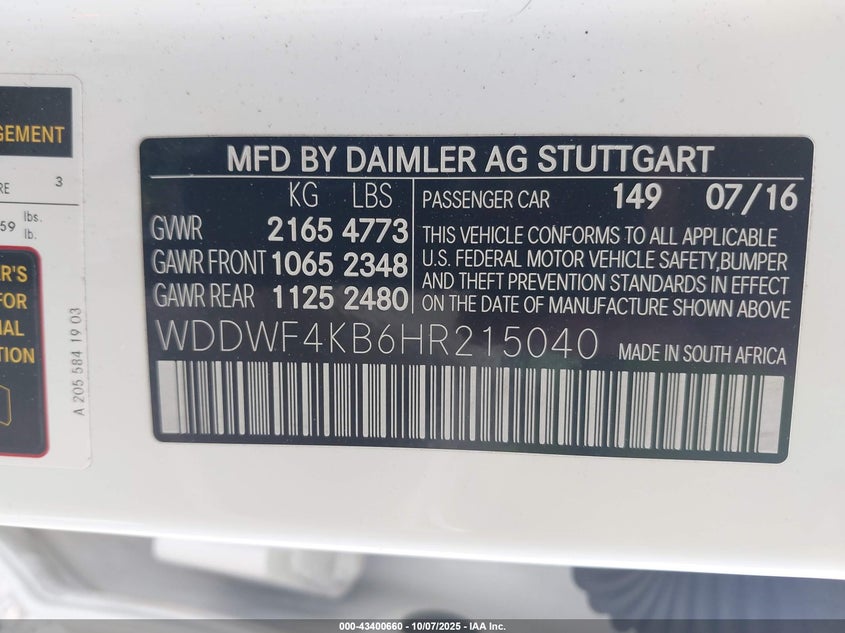 GEMENT
RE 3
59 lbs.
lb.
R'S
FOR
TION
A 205 584 19 03
MFD BY DAIMLER AG STUTTGART
KG LBS
GVWR 2165 4773
GAWR FRONT 1065 2348
GAWR REAR 1125 2480
PASSENGER CAR 149 07/16
THIS VEHICLE CONFORMS TO ALL APPLICABLE
U.S. FEDERAL MOTOR VEHICLE SAFETY,BUMPER
AND THEFT PREVENTION STANDARDS IN EFFECT
ON THE DATE OF MANUFACTURE SHOWN ABOVE
WDDWF4KB6HR215040 MADE IN SOUTH AFRICA
000-43400660 - 10/07/2025 - IAA Inc.